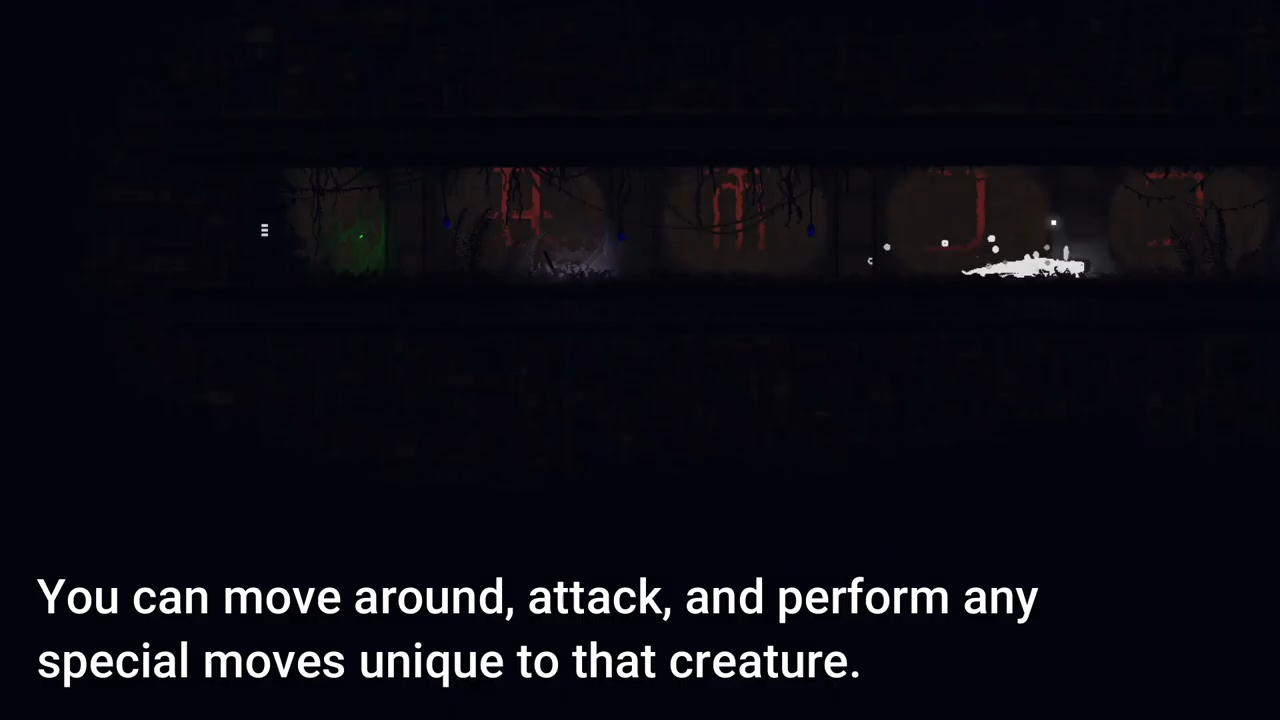 You can move around, attack, and perform any
special moves unique to that creature.